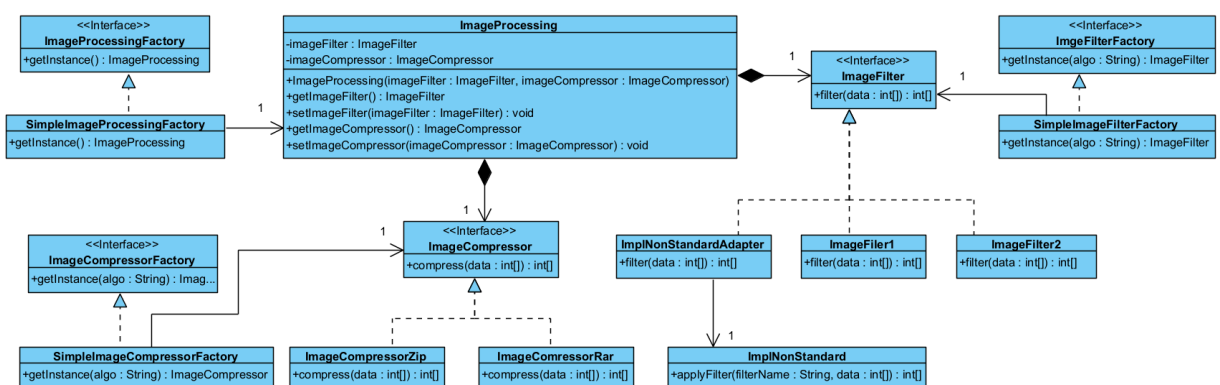 <<Interface>>
ImageProcessingFactory
+getInstance() : ImageProcessing
SimpleImageProcessingFactory
+getInstance() : ImageProcessing
1
ImageProcessing
-imageFilter : ImageFilter
-imageCompressor : ImageCompressor
+ImageProcessing(imageFilter : ImageFilter, imageCompressor : ImageCompressor)
+getImageFilter() : ImageFilter
+setImageFilter(imageFilter : ImageFilter) : void
+getImageCompressor() : ImageCompressor
+setImageCompressor(imageCompressor : ImageCompressor) : void
1
<<Interface>>
ImageFilter
+filter(data : int[]) : int[]
1
<<Interface>>
ImgeFilterFactory
+getInstance(algo : String) : ImageFilter
SimpleImageFilterFactory
+getInstance(algo : String) : ImageFilter
1
1
<<Interface>>
ImageCompressor
+compress(data : int[]) : int[]
<<Interface>>
ImageCompressorFactory
+getInstance(algo : String) : Imag...
SimpleImageCompressorFactory
+getInstance(algo : String) : ImageCompressor
ImageCompressorZip
+compress(data : int[]) : int[]
ImageComressorRar
+compress(data : int[]) : int[]
ImplNonStandardAdapter
+filter(data : int[]) : int[]
ImageFiler1
+filter(data : int[]) : int[]
ImageFilter2
+filter(data : int[]) : int[]
1
ImplNonStandard
+applyFilter(filterName : String, data : int[]) : int[]